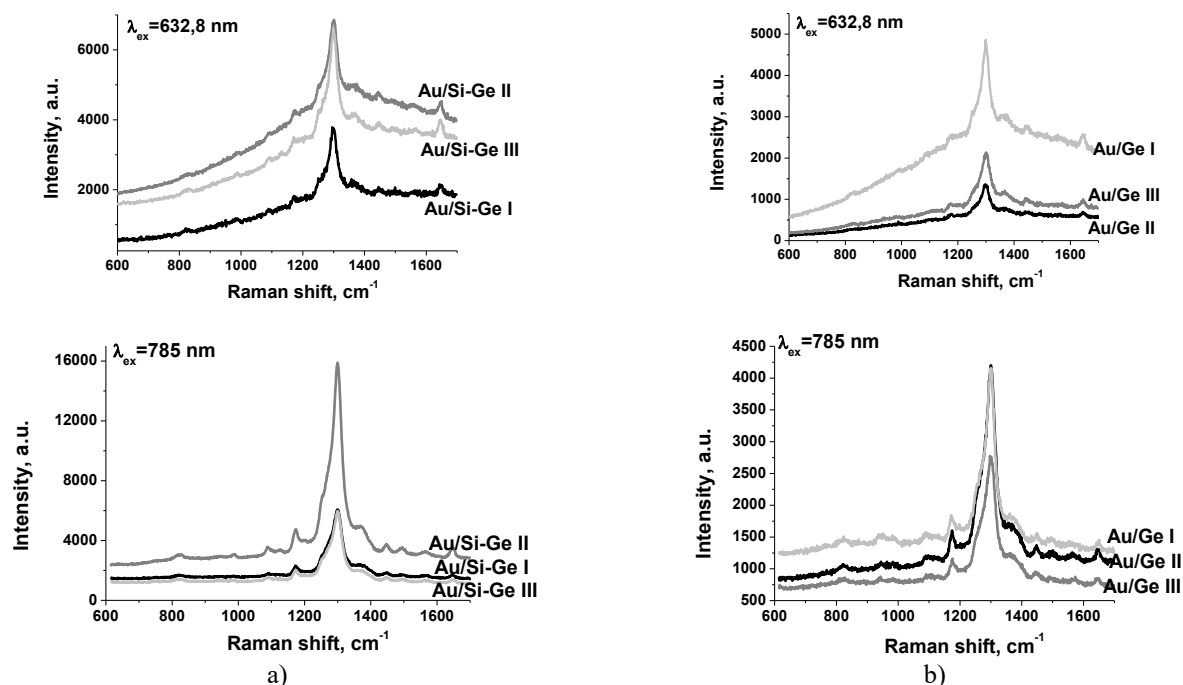 λex=632,8 nm
6000
4000
2000
Intensity, a.u.
Au/Si-Ge II
Au/Si-Ge III
Au/Si-Ge I
600 800 1000 1200 1400 1600
Raman shift, cm-1
λex=632,8 nm
5000
4000
3000
2000
1000
0
Intensity, a.u.
Au/Ge I
Au/Ge III
Au/Ge II
600 800 1000 1200 1400 1600
Raman shift, cm-1
λex=785 nm
16000
12000
8000
4000
0
Intensity, a.u.
Au/Si-Ge II
Au/Si-Ge I
Au/Si-Ge III
600 800 1000 1200 1400 1600
Raman shift, cm-1
a)
λex=785 nm
4500
4000
3500
3000
2500
2000
1500
1000
500
Intensity, a.u.
Au/Ge I
Au/Ge II
Au/Ge III
600 800 1000 1200 1400 1600
Raman shift, cm-1
b)